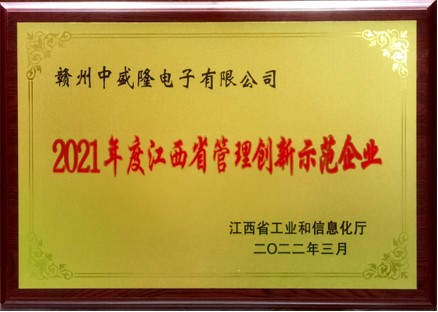 赣州中盛隆电子有限公司
2021年度江西省管理创新示范企业
江西省工业和信息化厅
二〇二二年三月